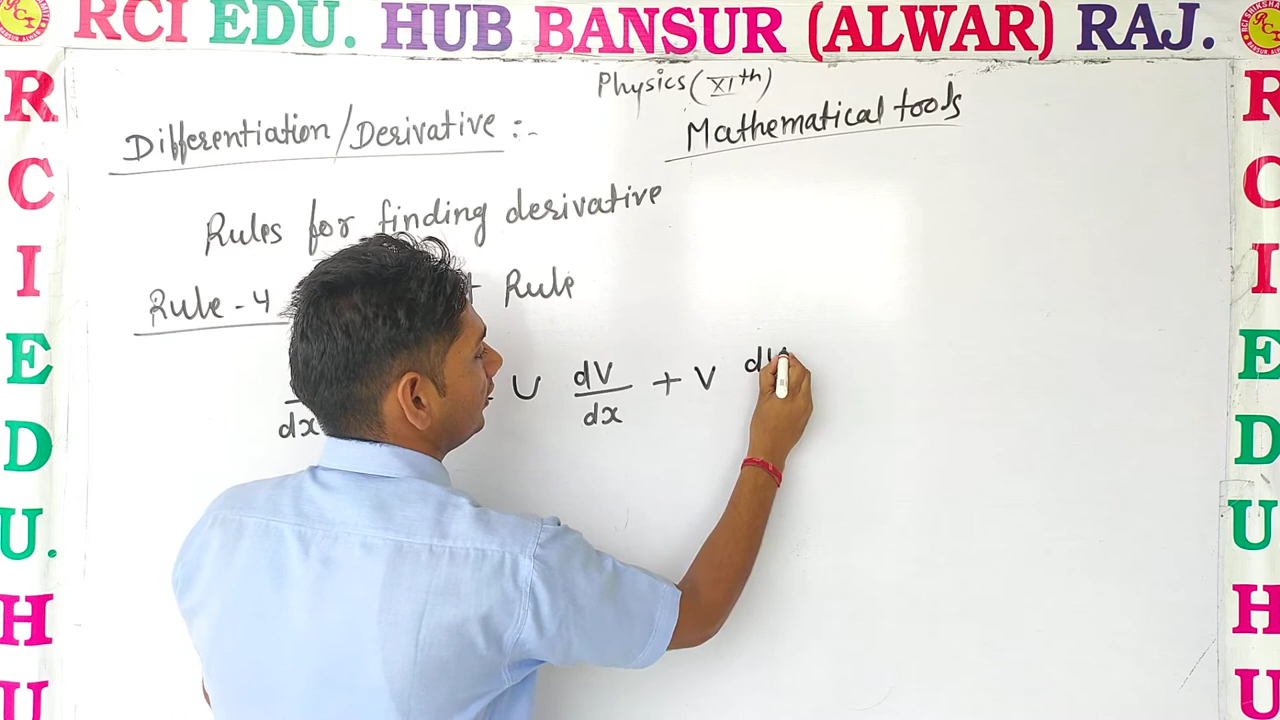 RCI EDU. HUB BANSUR (ALWAR) RAJ.
R C I E D U. H U
R C I E D U H U
Physics (XIth)
Mathematical tools
Differentiation/Derivative :-
Rules for finding derivative
Rule - 4 Rule
dx U dV/dx + V